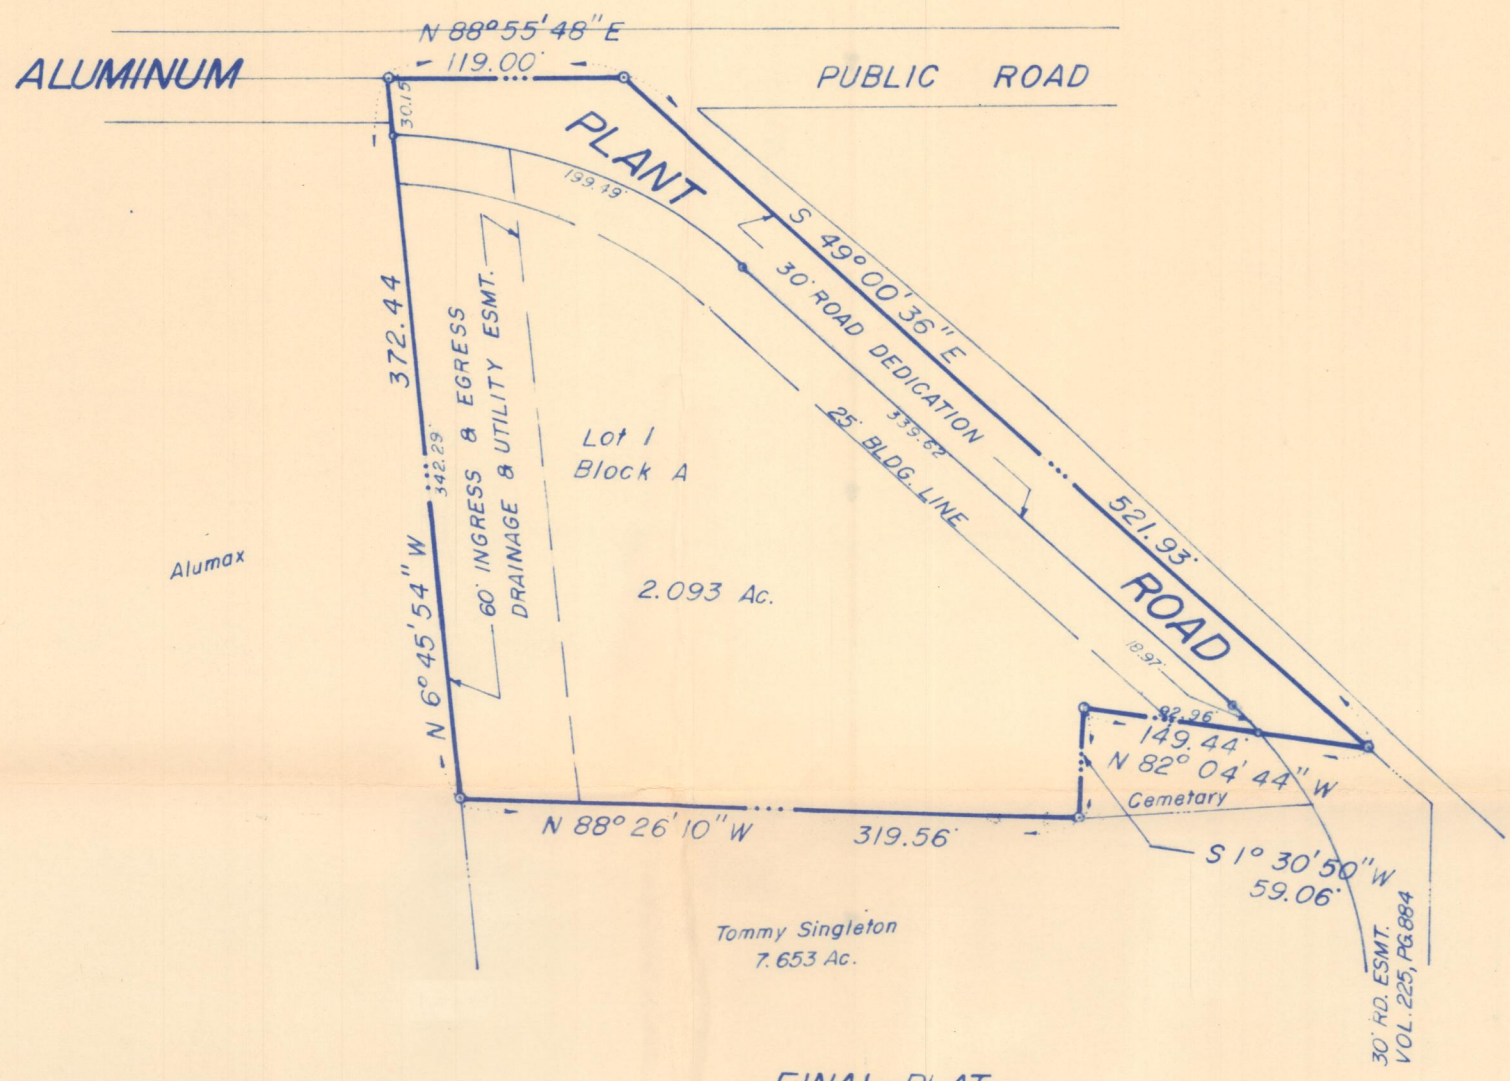 N 88° 55' 48" E
119.00'
ALUMINUM
PUBLIC ROAD
30.15
PLANT
199.49'
S 49° 00' 36" E
521.93'
30' ROAD DEDICATION
339.62
25' BLDG. LINE
372.44
342.29'
N 6° 45' 54" W
60' INGRESS & EGRESS
DRAINAGE & UTILITY ESMT.
Lot 1
Block A
2.093 Ac.
Alumax
ROAD
18.97'
82.96'
149.44'
N 82° 04' 44" W
Cemetary
N 88° 26' 10" W
319.56'
S 1° 30' 50" W
59.06'
Tommy Singleton
7.653 Ac.
30' RD. ESMT.
VOL. 225, PG.884
FINAL PLAT